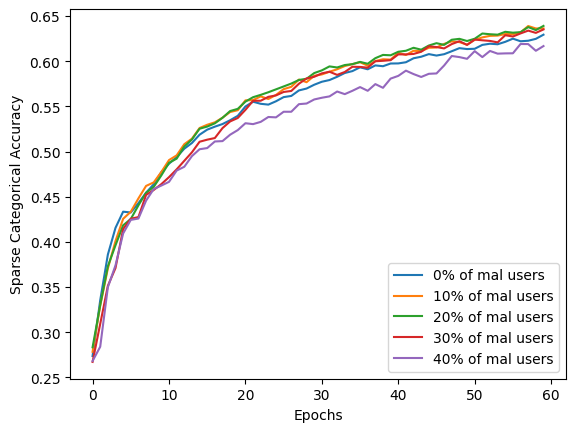 0.65
0.60
0.55
0.50
0.45
0.40
0.35
0.30
0.25
Sparse Categorical Accuracy
0% of mal users
10% of mal users
20% of mal users
30% of mal users
40% of mal users
0 10 20 30 40 50 60
Epochs